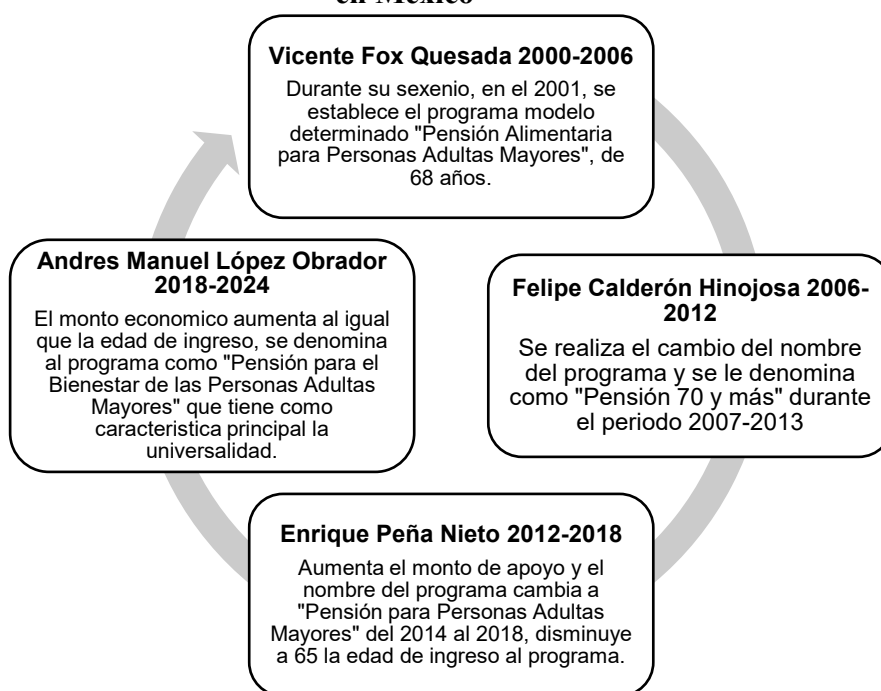 en México
Vicente Fox Quesada 2000-2006
Durante su sexenio, en el 2001, se
establece el programa modelo
determinado "Pensión Alimentaria
para Personas Adultas Mayores", de
68 años.
Felipe Calderón Hinojosa 2006-
2012
Se realiza el cambio del nombre
del programa y se le denomina
como "Pensión 70 y más" durante
el periodo 2007-2013
Enrique Peña Nieto 2012-2018
Aumenta el monto de apoyo y el
nombre del programa cambia a
"Pensión para Personas Adultas
Mayores" del 2014 al 2018, disminuye
a 65 la edad de ingreso al programa.
Andres Manuel López Obrador
2018-2024
El monto economico aumenta al igual
que la edad de ingreso, se denomina
al programa como "Pensión para el
Bienestar de las Personas Adultas
Mayores" que tiene como
caracteristica principal la
universalidad.